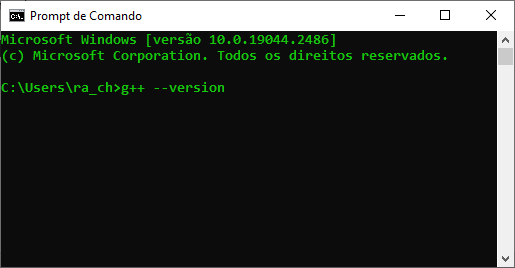 Prompt de Comando
Microsoft Windows [versão 10.0.19044.2486]
(c) Microsoft Corporation. Todos os direitos reservados.
C:\Users\ra_ch>g++ --version